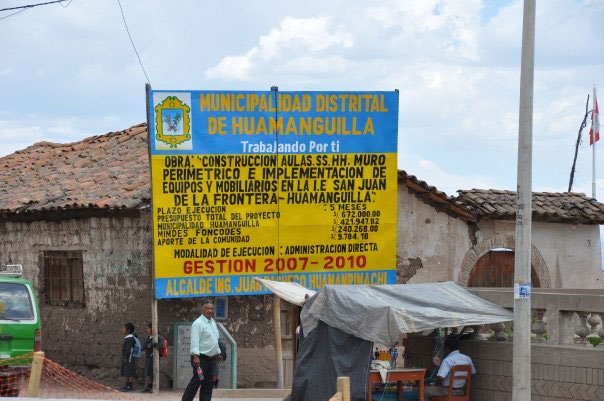 MUNICIPALIDAD DISTRITAL
DE HUAMANGUILLA
Trabajando Por ti
OBRA: "CONSTRUCCION AULAS. SS. HH. MURO
PERIMETRICO E IMPLEMENTACION DE
EQUIPOS Y MOBILIARIOS EN LA I.E SAN JUAN
DE LA FRONTERA-HUAMANGUILLA"
PLAZO EJECUCION : 5 MESES
PRESUPUESTO TOTAL DEL PROYECTO S/. 672.000.00
MUNICIPALIDAD HUAMANGUILLA S/. 421.947.82
MINDES FONCODES S/. 240.268.00
APORTE DE LA COMUNIDAD S/. 9.784.18
MODALIDAD DE EJECUCION : ADMINISTRACION DIRECTA
GESTION 2007-2010
ALCALDE ING. JUAN